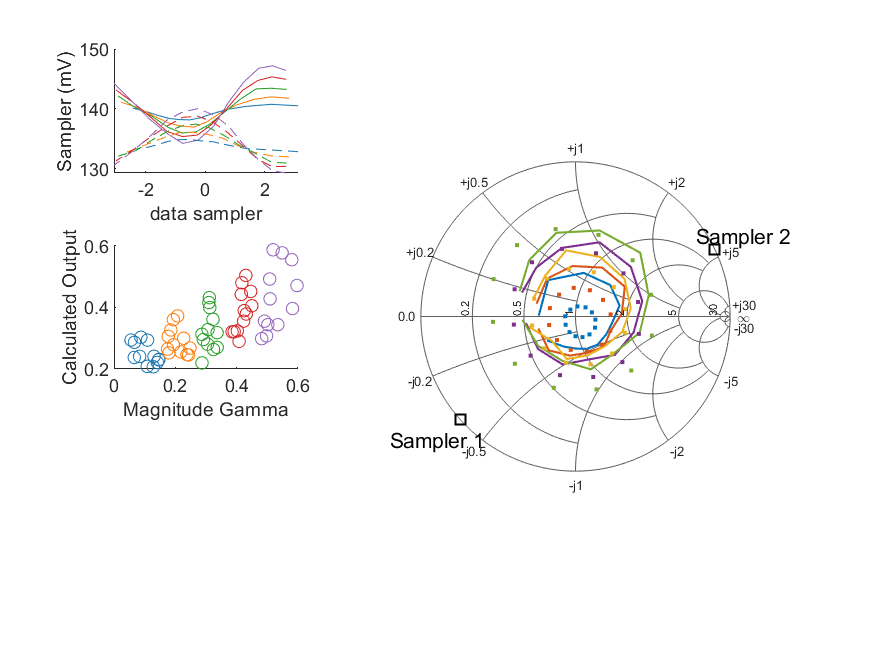 150
140
130
Sampler (mV)
-2
0
2
data sampler
0.6
0.4
0.2
Calculated Output
0
0.2
0.4
0.6
Magnitude Gamma
+j1
+j0.5
+j2
Sampler 2
+j0.2
+j5
0.0
0.2
0.5
2
5
30
+j30
∞
-j30
-j0.2
-j5
Sampler 1
-j0.5
-j2
-j1